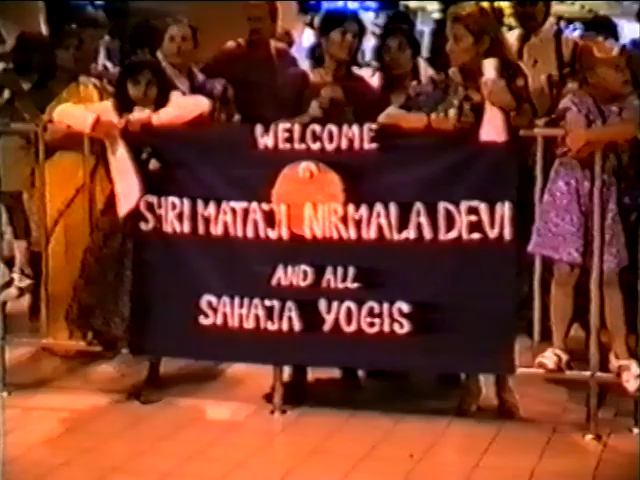 WELCOME
SHRI MATAJI NIRMALA DEVI
AND ALL
SAHAJA YOGIS